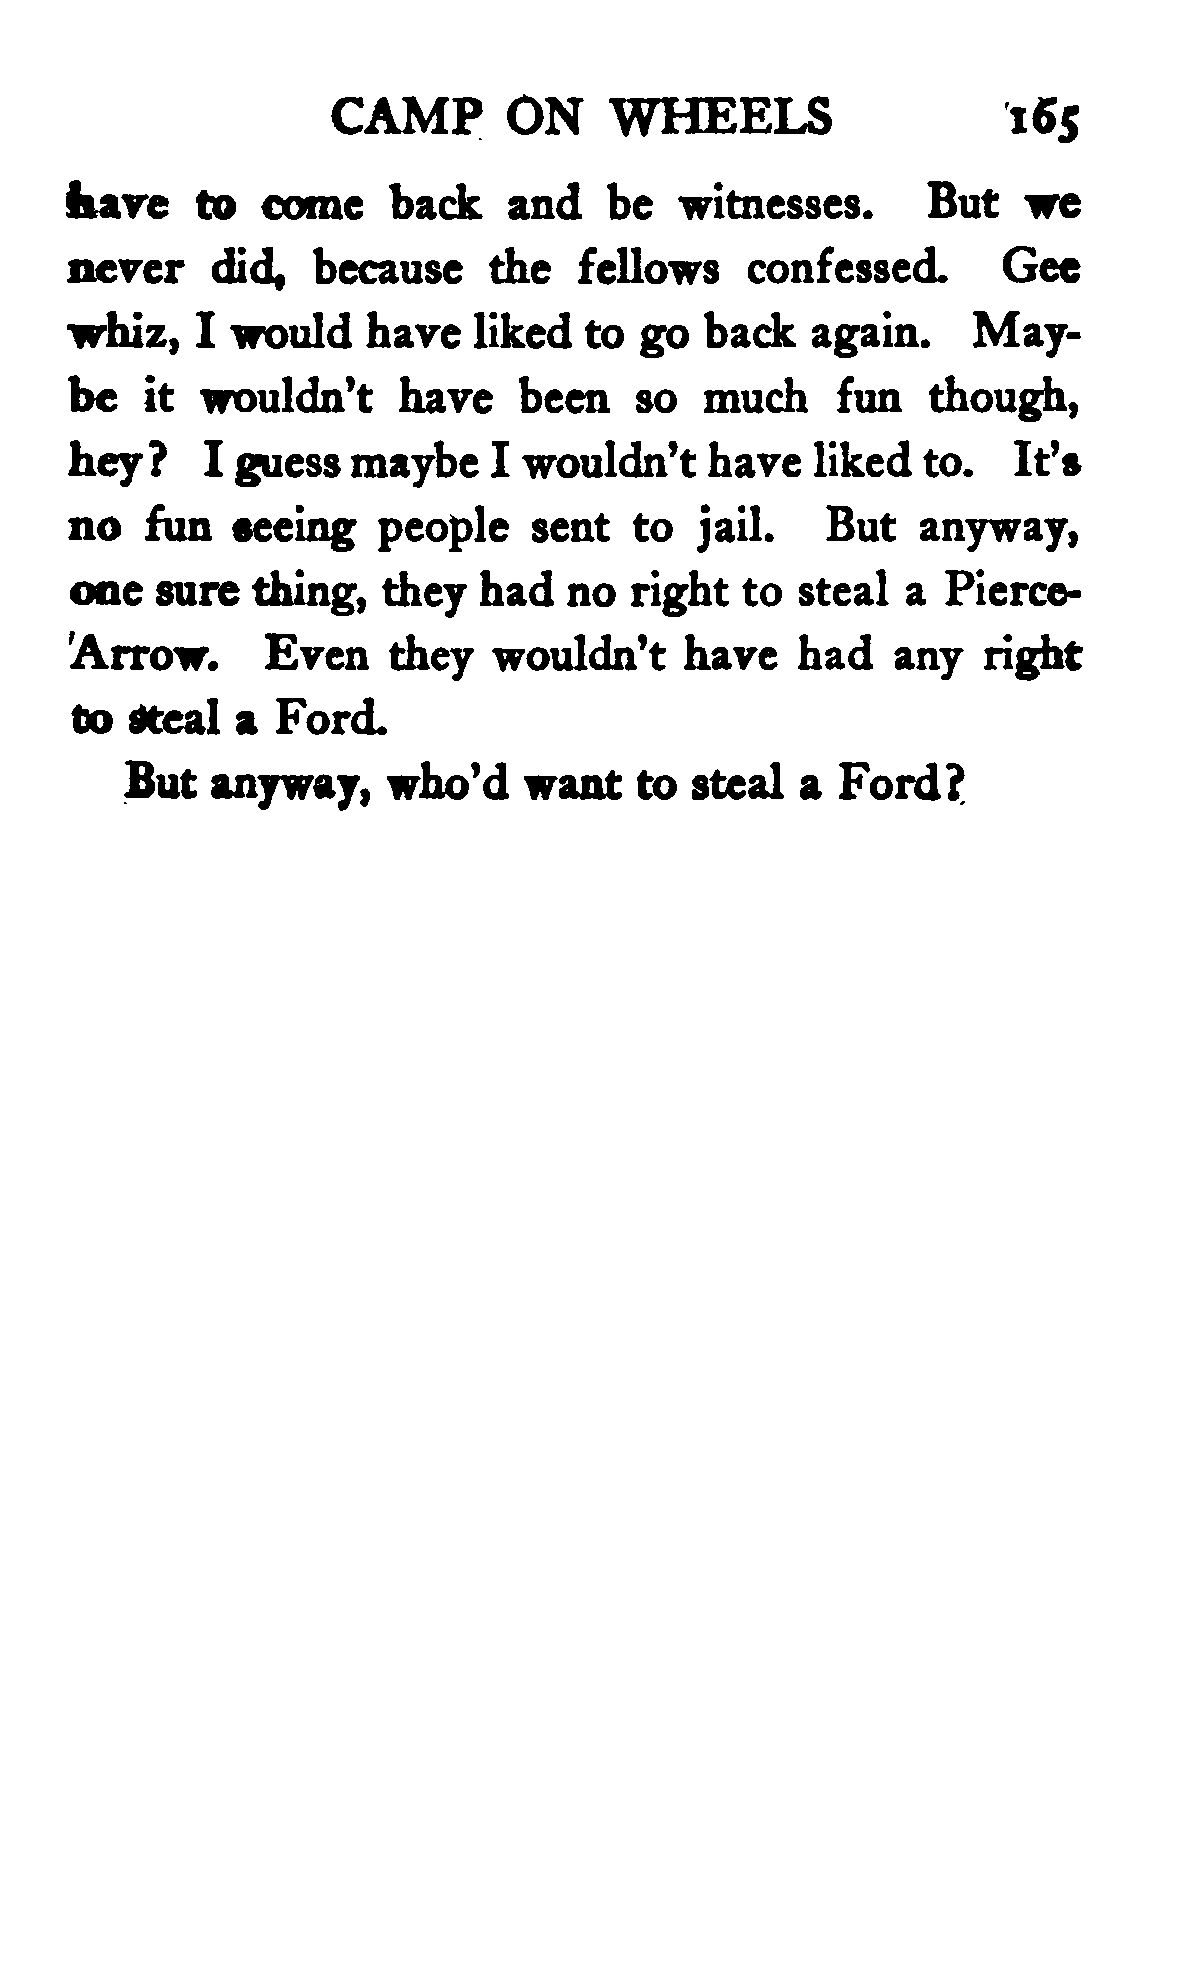 CAMP ON WHEELS 165
have to come back and be witnesses. But we
never did, because the fellows confessed. Gee
whiz, I would have liked to go back again. May-
be it wouldn't have been so much fun though,
hey? I guess maybe I wouldn't have liked to. It's
no fun seeing people sent to jail. But anyway,
one sure thing, they had no right to steal a Pierce-
Arrow. Even they wouldn't have had any right
to steal a Ford.
But anyway, who'd want to steal a Ford?